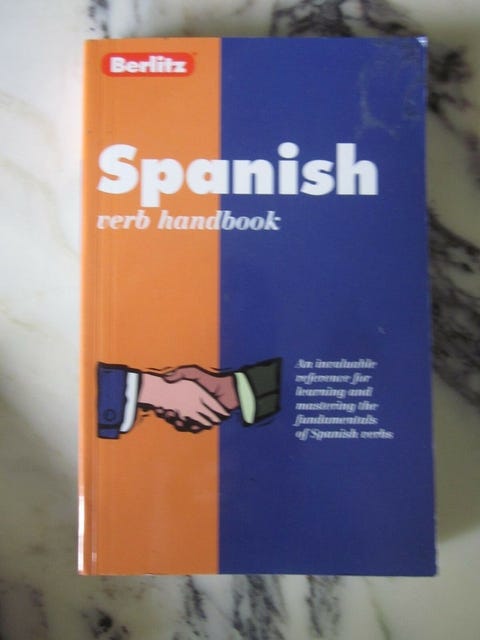 Berlitz
Spanish
verb handbook
An invaluable
reference for
learning and
mastering the
fundamentals
of Spanish verbs